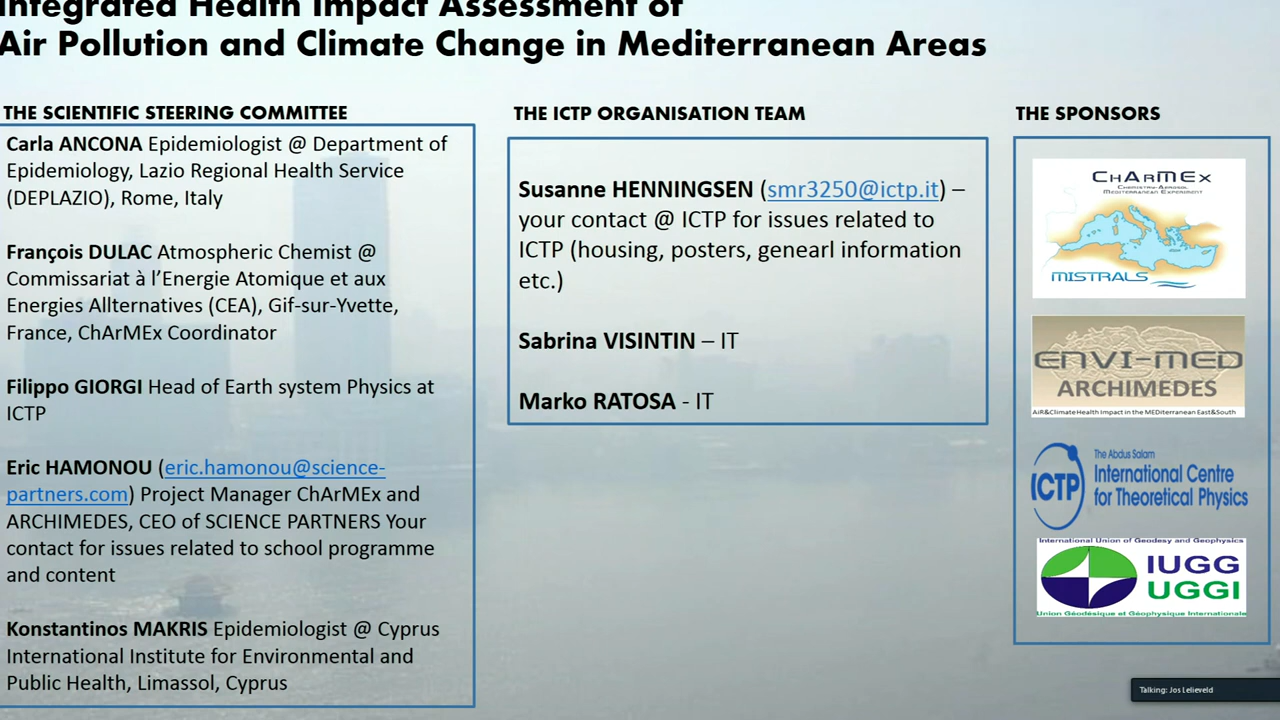 Integrated Health Impact Assessment of
Air Pollution and Climate Change in Mediterranean Areas
THE SCIENTIFIC STEERING COMMITTEE
Carla ANCONA Epidemiologist @ Department of
Epidemiology, Lazio Regional Health Service
(DEPLAZIO), Rome, Italy
François DULAC Atmospheric Chemist @
Commissariat à l'Energie Atomique et aux
Energies Allternatives (CEA), Gif-sur-Yvette,
France, ChArMEx Coordinator
Filippo GIORGI Head of Earth system Physics at
ICTP
Eric HAMONOU (eric.hamonou@science-
partners.com) Project Manager ChArMEx and
ARCHIMEDES, CEO of SCIENCE PARTNERS Your
contact for issues related to school programme
and content
Konstantinos MAKRIS Epidemiologist @ Cyprus
International Institute for Environmental and
Public Health, Limassol, Cyprus
THE ICTP ORGANISATION TEAM
Susanne HENNINGSEN (smr3250@ictp.it) –
your contact @ ICTP for issues related to
ICTP (housing, posters, genearl information
etc.)
Sabrina VISINTIN – IT
Marko RATOSA - IT
THE SPONSORS
CHARMEX
CHEMISTRY-AEROSOL
MEDITERRANEAN EXPERIMENT
MISTRALS
ENVI-MED
ARCHIMEDES
AiR&Climate Health Impact in the MEDiterranean East&South
ICTP
The Abdus Salam
International Centre
for Theoretical Physics
International Union of Geodesy and Geophysics
IUGG
UGGI
Union Géodésique et Géophysique Internationale
Talking: Jos Lelieveld